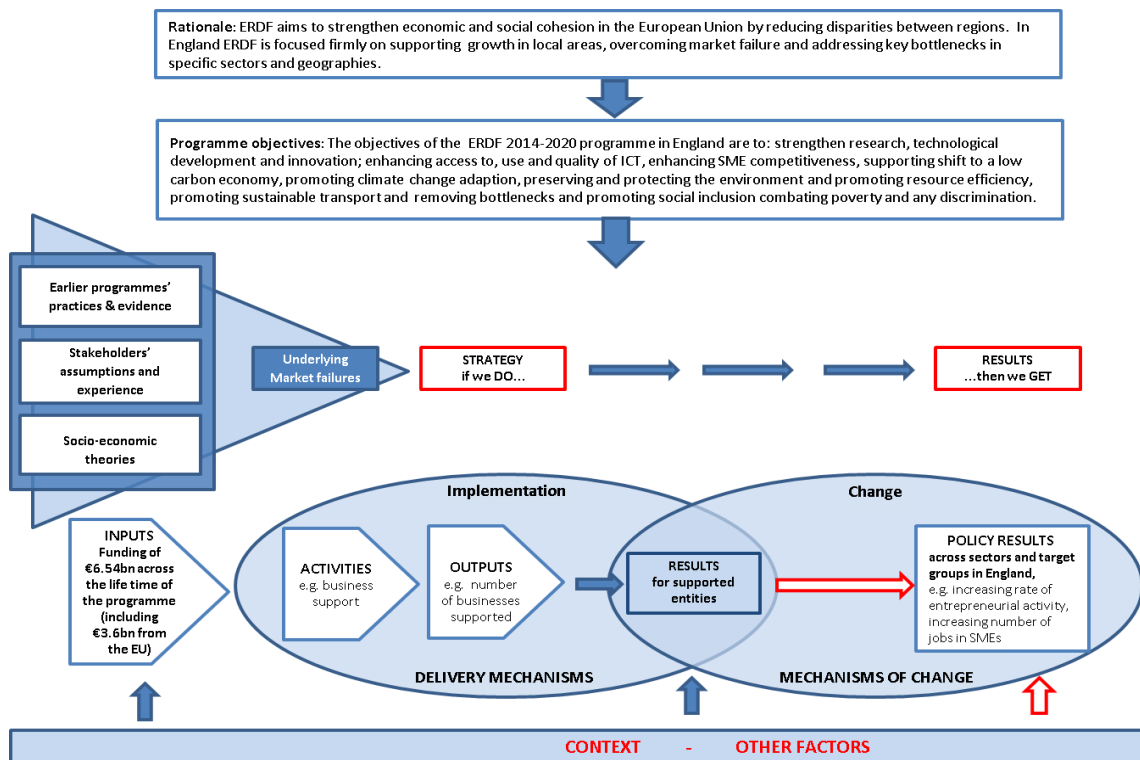 Rationale: ERDF aims to strengthen economic and social cohesion in the European Union by reducing disparities between regions. In
England ERDF is focused firmly on supporting growth in local areas, overcoming market failure and addressing key bottlenecks in
specific sectors and geographies.
Programme objectives: The objectives of the ERDF 2014-2020 programme in England are to: strengthen research, technological
development and innovation; enhancing access to, use and quality of ICT, enhancing SME competitiveness, supporting shift to a low
carbon economy, promoting climate change adaption, preserving and protecting the environment and promoting resource efficiency,
promoting sustainable transport and removing bottlenecks and promoting social inclusion combating poverty and any discrimination.
Earlier programmes'
practices & evidence
Stakeholders'
assumptions and
experience
Socio-economic
theories
Underlying
Market failures
STRATEGY
if we DO...
RESULTS
...then we GET
Implementation
Change
INPUTS
Funding of
€6.54bn across
the life time of
the programme
(including
€3.6bn from
the EU)
ACTIVITIES
e.g. business
support
OUTPUTS
e.g. number
of businesses
supported
RESULTS
for supported
entities
POLICY RESULTS
across sectors and target
groups in England,
e.g. increasing rate of
entrepreneurial activity,
increasing number of
jobs in SMEs
DELIVERY MECHANISMS
MECHANISMS OF CHANGE
CONTEXT - OTHER FACTORS